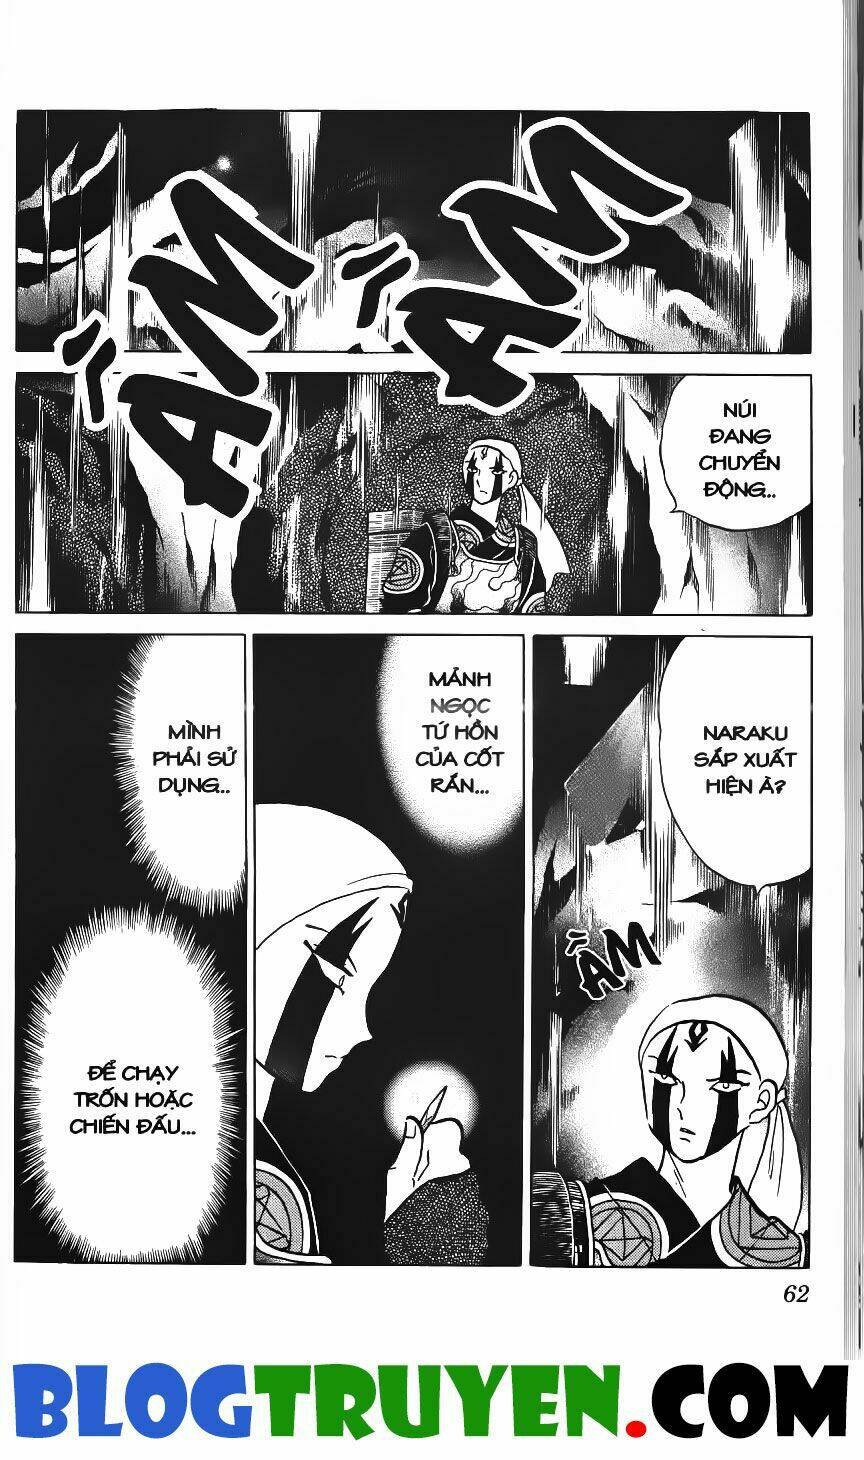 ẦM
ẦM
NÚI
ĐANG
CHUYỂN
ĐỘNG...
NARAKU
SẮP XUẤT
HIỆN À?
ẦM
MẢNH
NGỌC
TỨ HỒN
CỦA CỐT
RẮN...
MÌNH
PHẢI SỬ
DỤNG...
ĐỂ CHẠY
TRỐN HOẶC
CHIẾN ĐẤU...
62
BLOGTRUYEN.COM